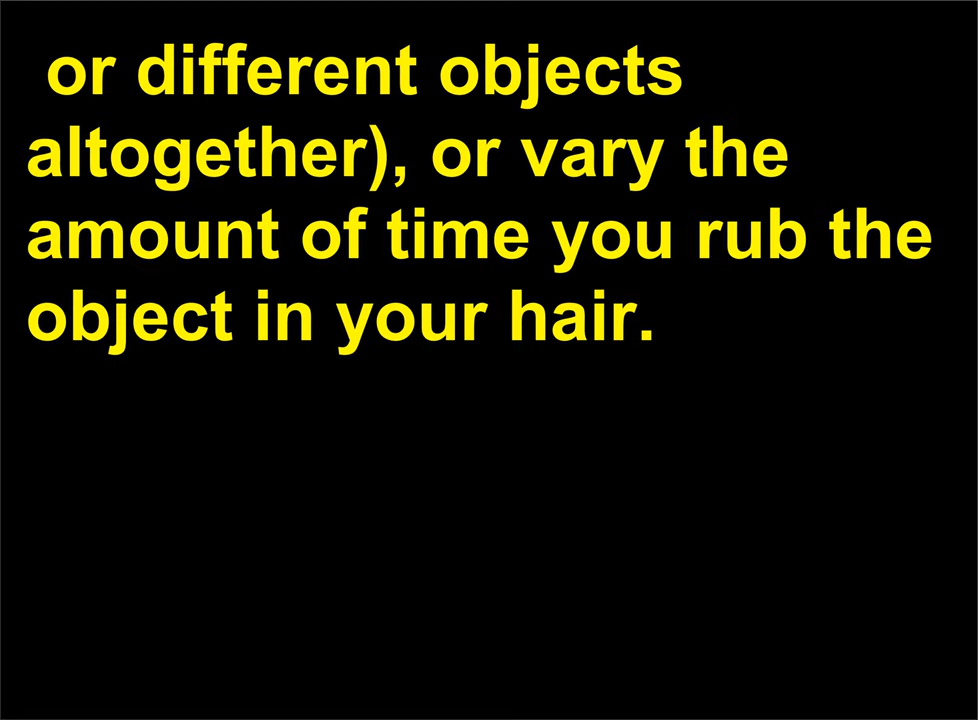 or different objects
altogether), or vary the
amount of time you rub the
object in your hair.